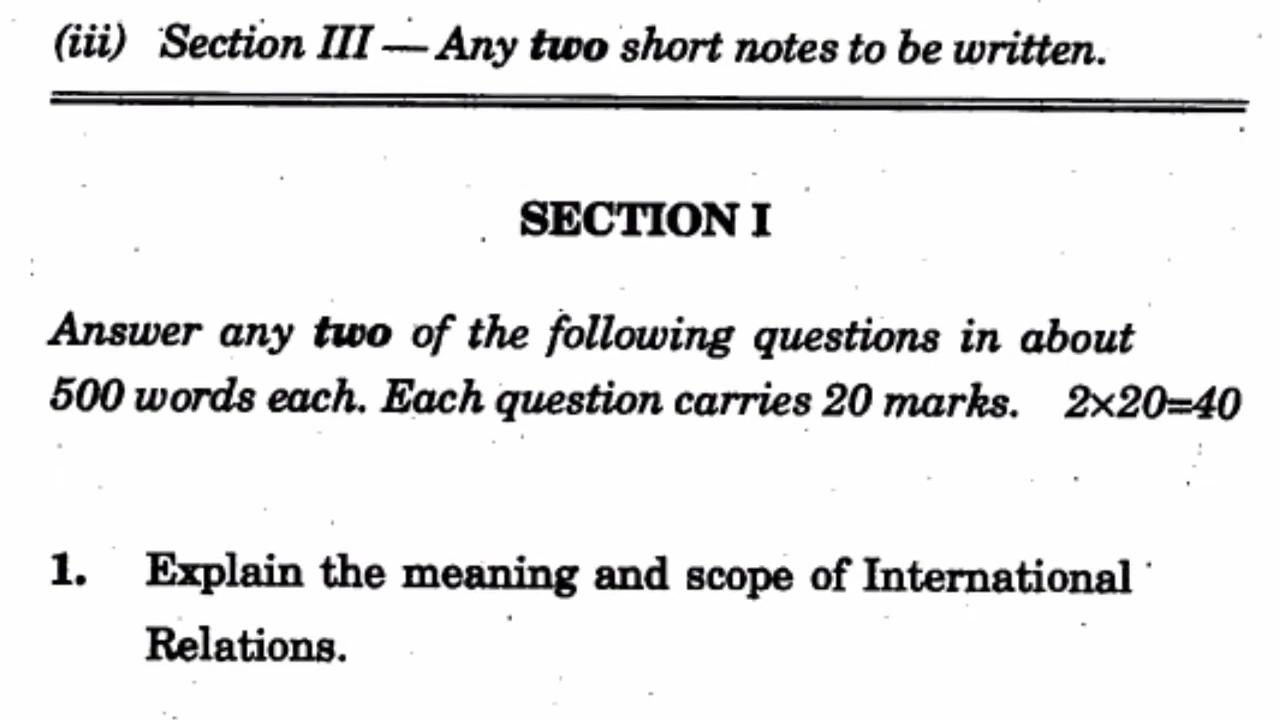 (iii) Section III — Any two short notes to be written.
SECTION I
Answer any two of the following questions in about
500 words each. Each question carries 20 marks. 2×20=40
1. Explain the meaning and scope of International
Relations.